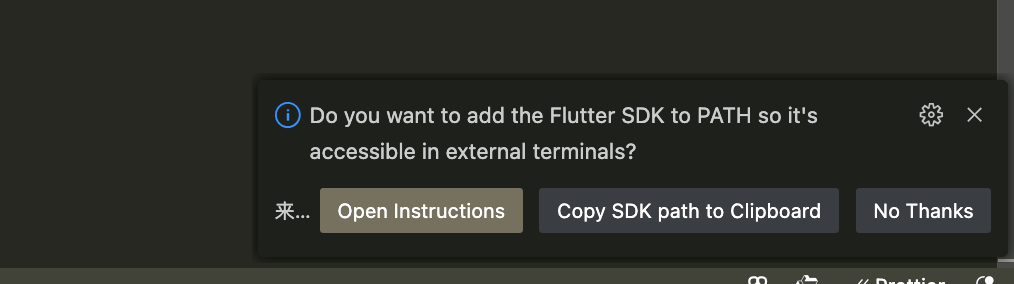 Do you want to add the Flutter SDK to PATH so it's
accessible in external terminals?
来... Open Instructions Copy SDK path to Clipboard No Thanks
Prettier